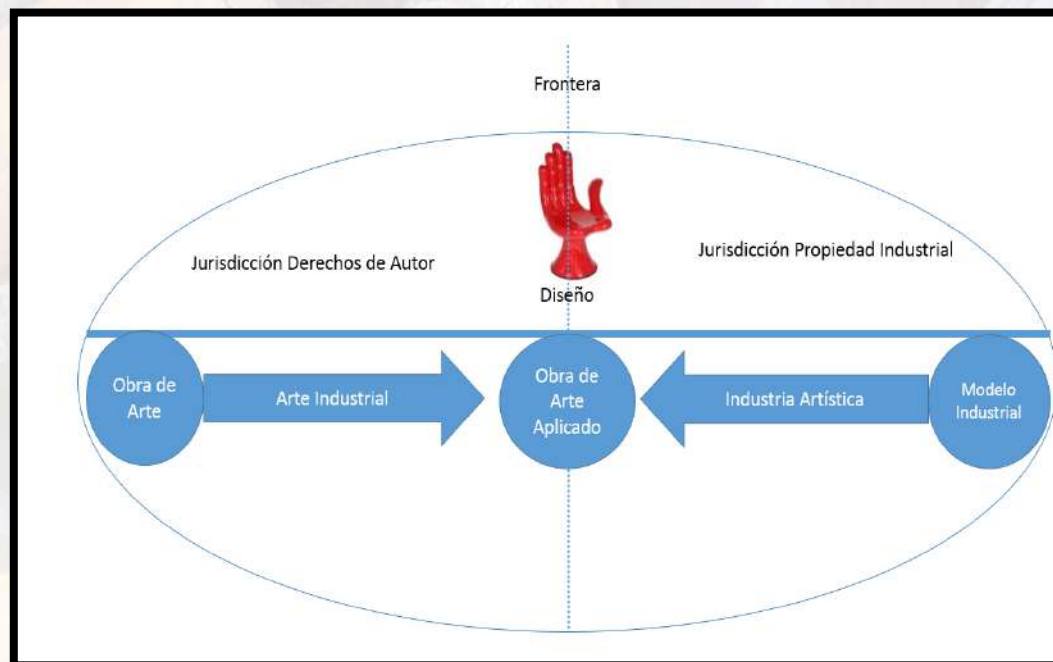 Frontera
Jurisdicción Derechos de Autor
Jurisdicción Propiedad Industrial
Diseño
Obra de
Arte
Arte Industrial
Obra de
Arte
Aplicado
Industria Artística
Modelo
Industrial